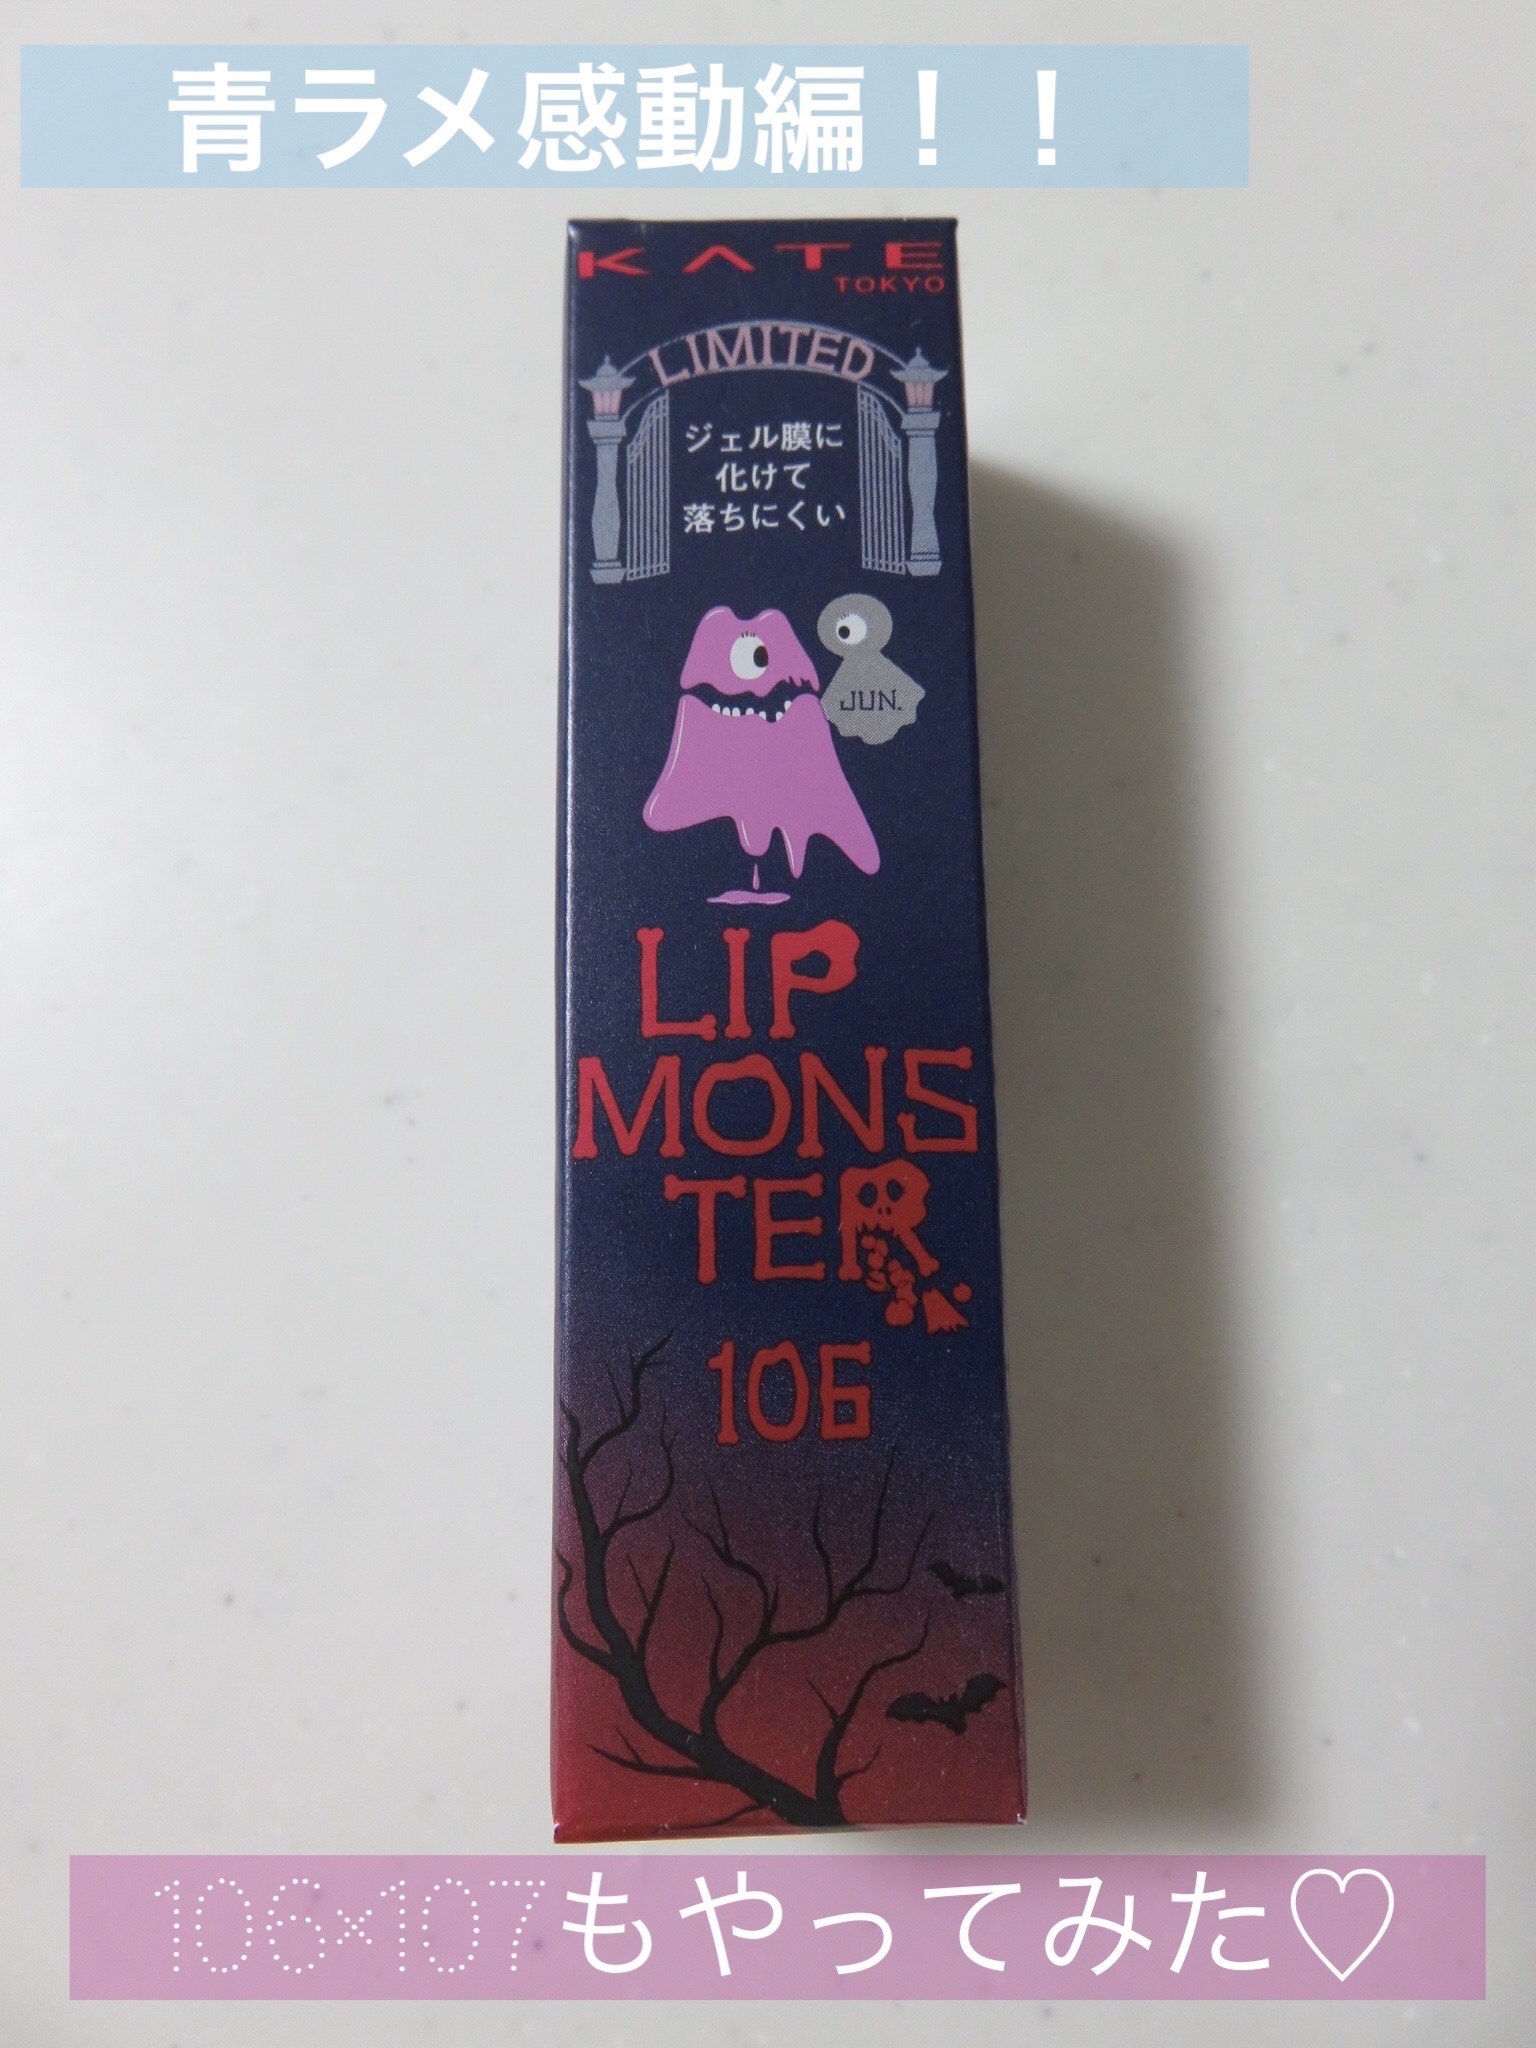 青ラメ感動編！！
KATE
TOKYO
LIMITED
ジェル膜に
化けて
落ちにくい
JUN.
LIP
MONS
TER
106
106×107もやってみた♡